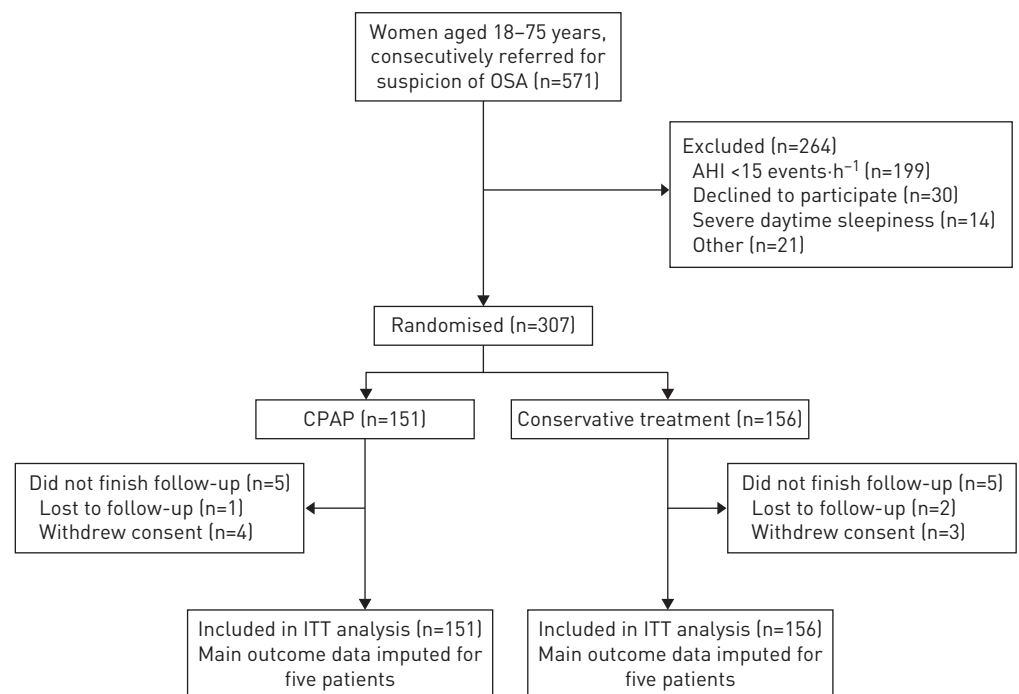 Women aged 18–75 years,
consecutively referred for
suspicion of OSA (n=571)
Excluded (n=264)
AHI <15 events·h⁻¹ (n=199)
Declined to participate (n=30)
Severe daytime sleepiness (n=14)
Other (n=21)
Randomised (n=307)
CPAP (n=151)
Conservative treatment (n=156)
Did not finish follow-up (n=5)
Lost to follow-up (n=1)
Withdrew consent (n=4)
Did not finish follow-up (n=5)
Lost to follow-up (n=2)
Withdrew consent (n=3)
Included in ITT analysis (n=151)
Main outcome data imputed for
five patients
Included in ITT analysis (n=156)
Main outcome data imputed for
five patients